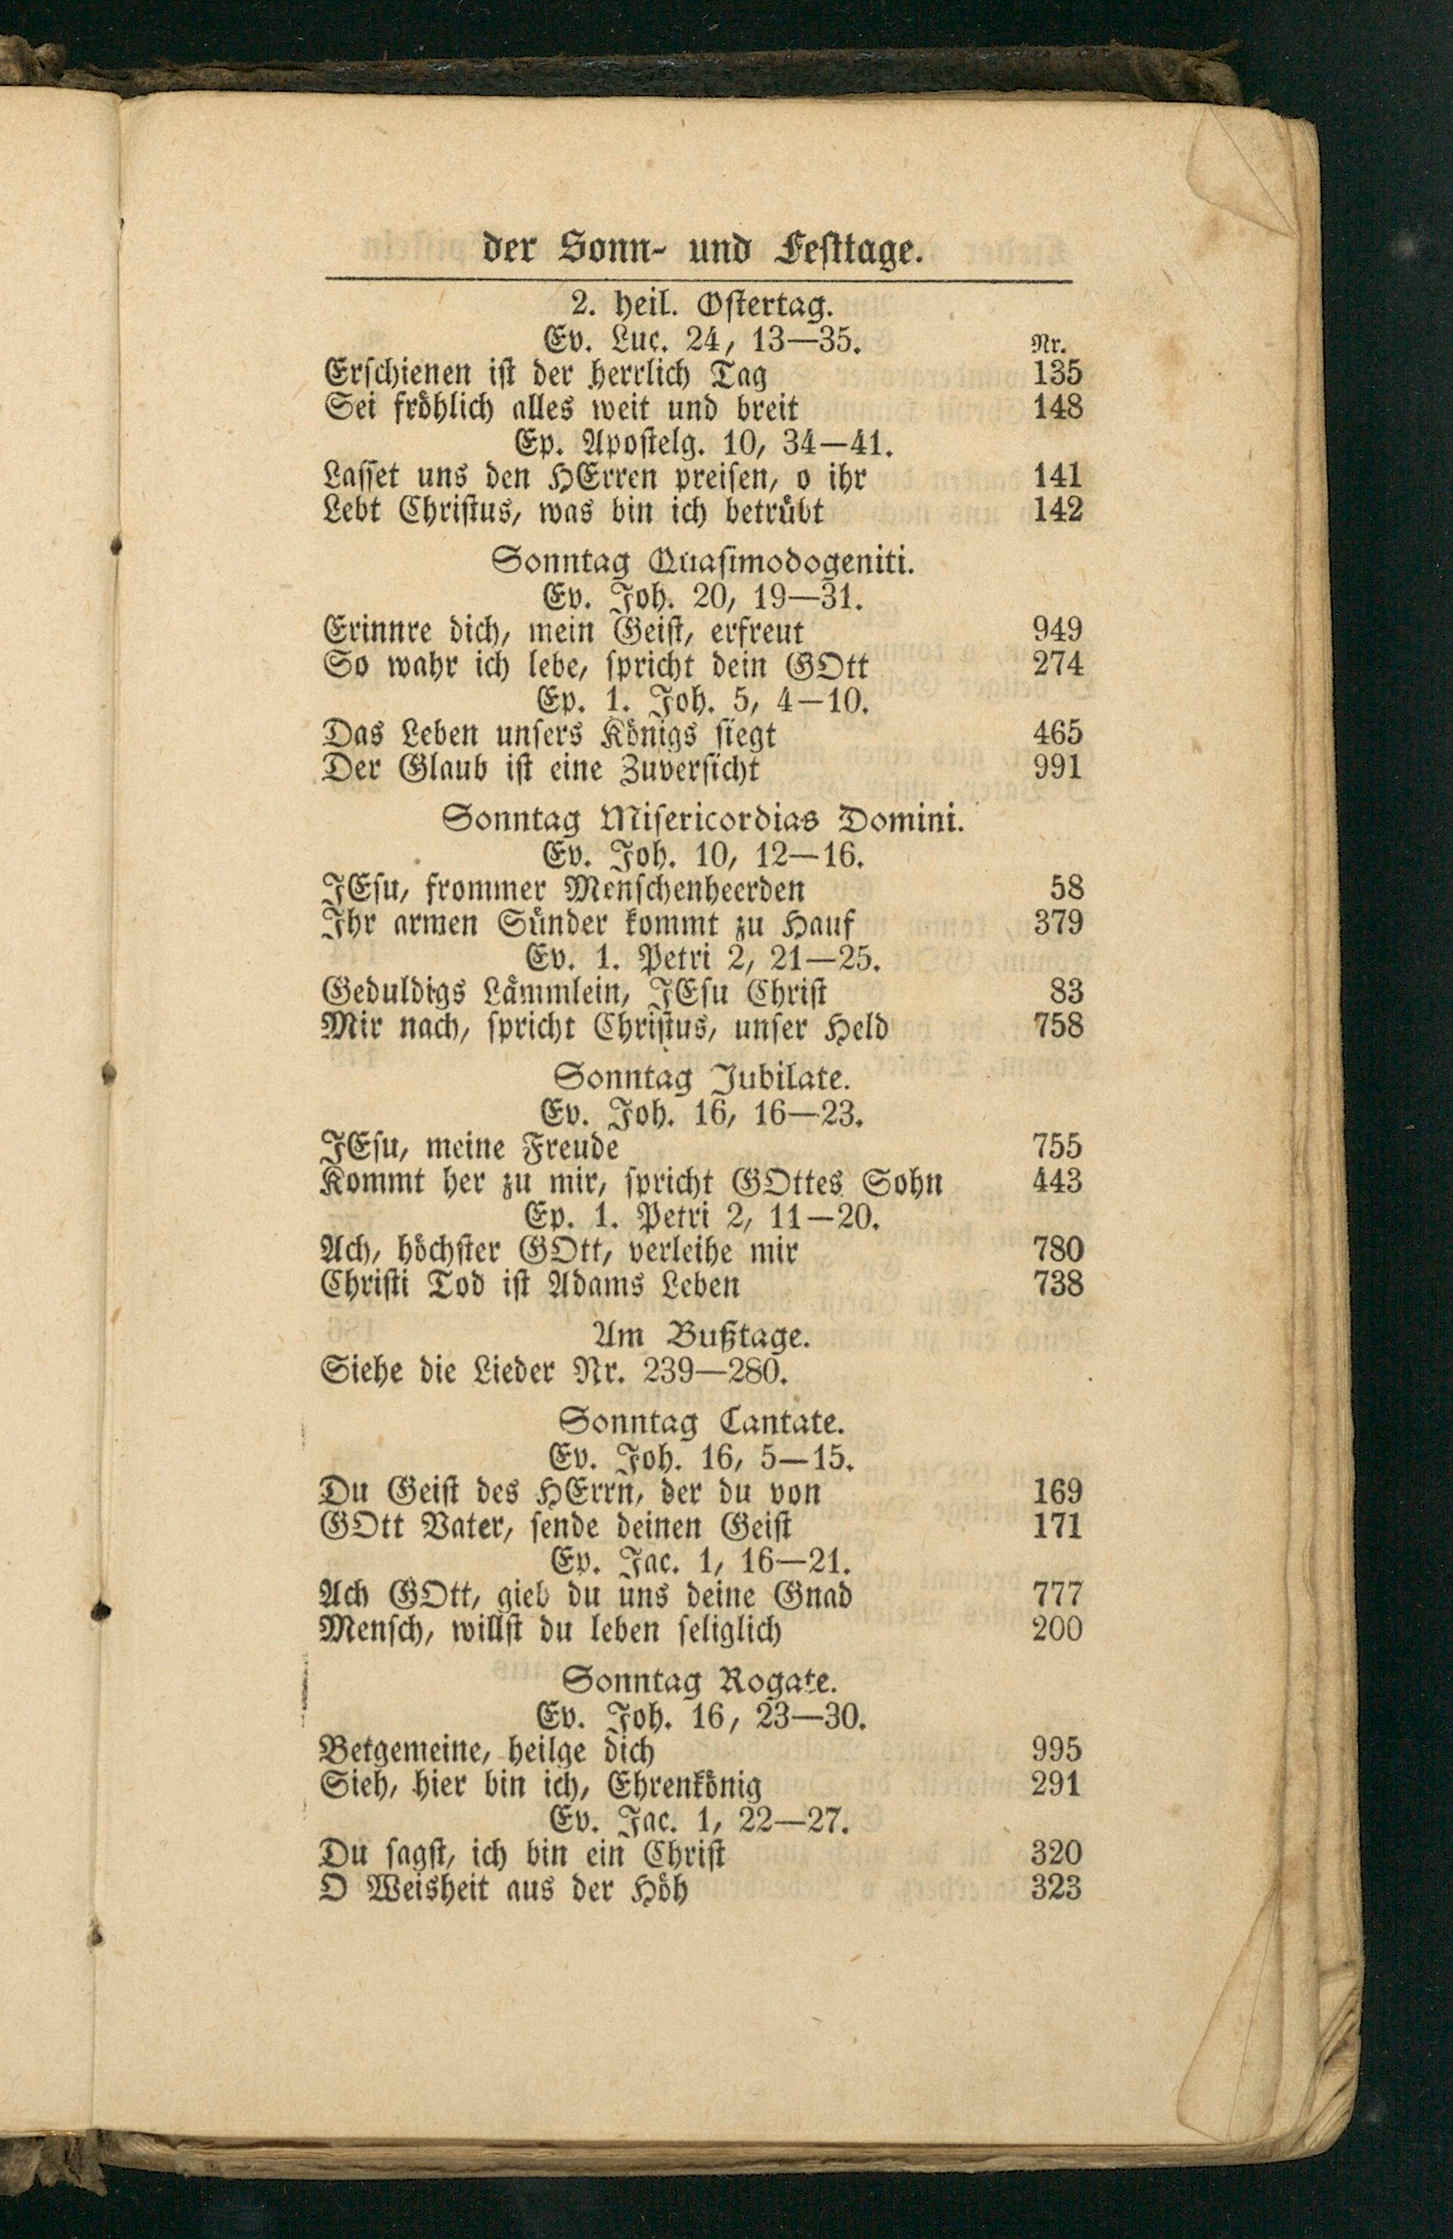 der Sonn- und Festtage.
2. heil. Ostertag.
Ev. Luc. 24, 13—35. Nr.
Erschienen ist der herrlich Tag 135
Sei fröhlich alles weit und breit 148
Ep. Apostelg. 10, 34—41.
Lasset uns den HErren preisen, o ihr 141
Lebt Christus, was bin ich betrübt 142
Sonntag Quasimodogeniti.
Ev. Joh. 20, 19—31.
Erinnre dich, mein Geist, erfreut 949
So wahr ich lebe, spricht dein GOtt 274
Ep. 1. Joh. 5, 4—10.
Das Leben unsers Königs siegt 465
Der Glaub ist eine Zuversicht 991
Sonntag Misericordias Domini.
Ev. Joh. 10, 12—16.
JEsu, frommer Menschenheerden 58
Ihr armen Sünder kommt zu Hauf 379
Ev. 1. Petri 2, 21—25.
Geduldigs Lämmlein, JEsu Christ 83
Mir nach, spricht Christus, unser Held 758
Sonntag Jubilate.
Ev. Joh. 16, 16—23.
JEsu, meine Freude 755
Kommt her zu mir, spricht GOttes Sohn 443
Ep. 1. Petri 2, 11—20.
Ach, höchster GOtt, verleihe mir 780
Christi Tod ist Adams Leben 738
Am Bußtage.
Siehe die Lieder Nr. 239—280.
Sonntag Cantate.
Ev. Joh. 16, 5—15.
Du Geist des HErrn, der du von 169
GOtt Vater, sende deinen Geist 171
Ep. Jac. 1, 16—21.
Ach GOtt, gieb du uns deine Gnad 777
Mensch, willst du leben seliglich 200
Sonntag Rogate.
Ev. Joh. 16, 23—30.
Betgemeine, heilge dich 995
Sieh, hier bin ich, Ehrenkönig 291
Ev. Jac. 1, 22—27.
Du sagst, ich bin ein Christ 320
O Weisheit aus der Höh 323